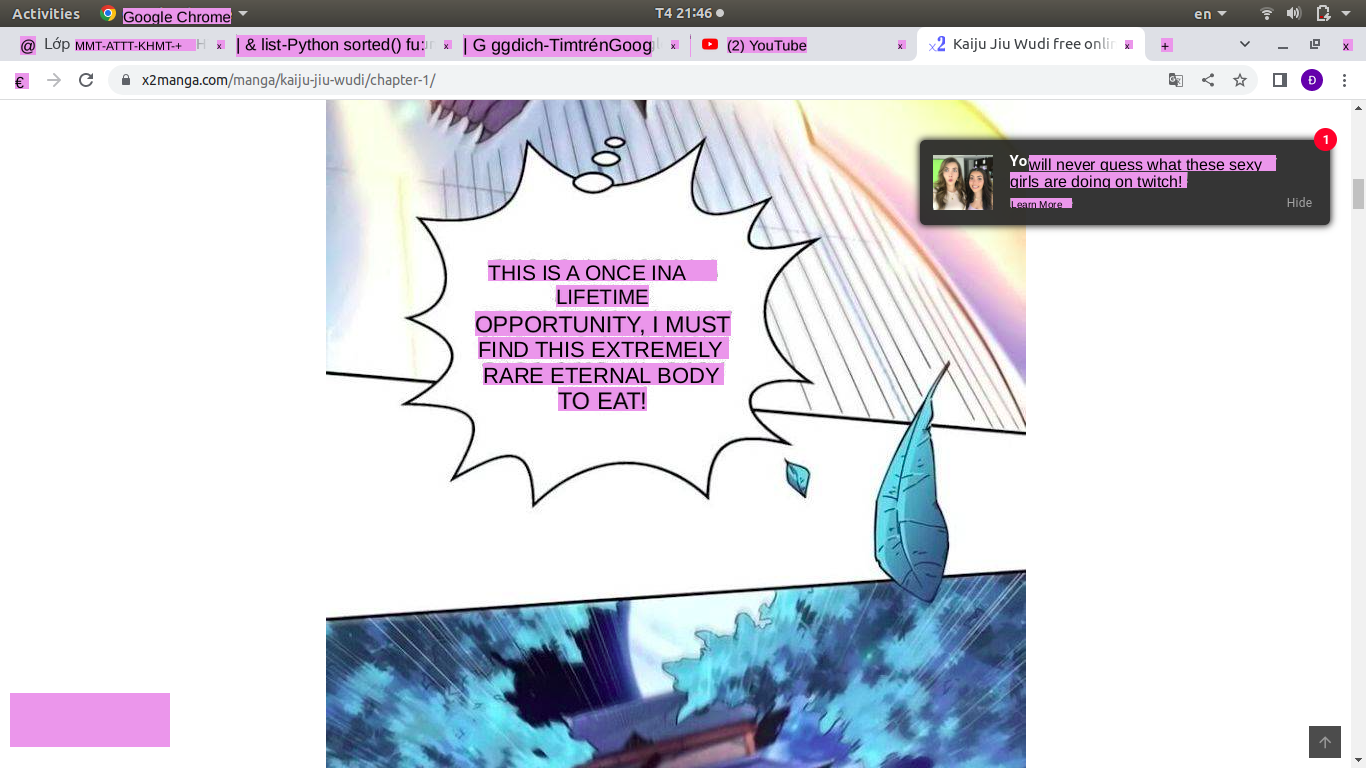 Activities Google Chrome T4 21:46 en
@ Lớp MMT-ATTT-KHMT-+ x | & list-Python sorted() fu: x | G ggdich-TimtrénGoog x (2) YouTube x x2 Kaiju Jiu Wudi free onlin x + x
€ x2manga.com/manga/kaiju-jiu-wudi/chapter-1/ Đ
1
Yo will never guess what these sexy
girls are doing on twitch!
Learn More Hide
THIS IS A ONCE INA
LIFETIME
OPPORTUNITY, I MUST
FIND THIS EXTREMELY
RARE ETERNAL BODY
TO EAT!